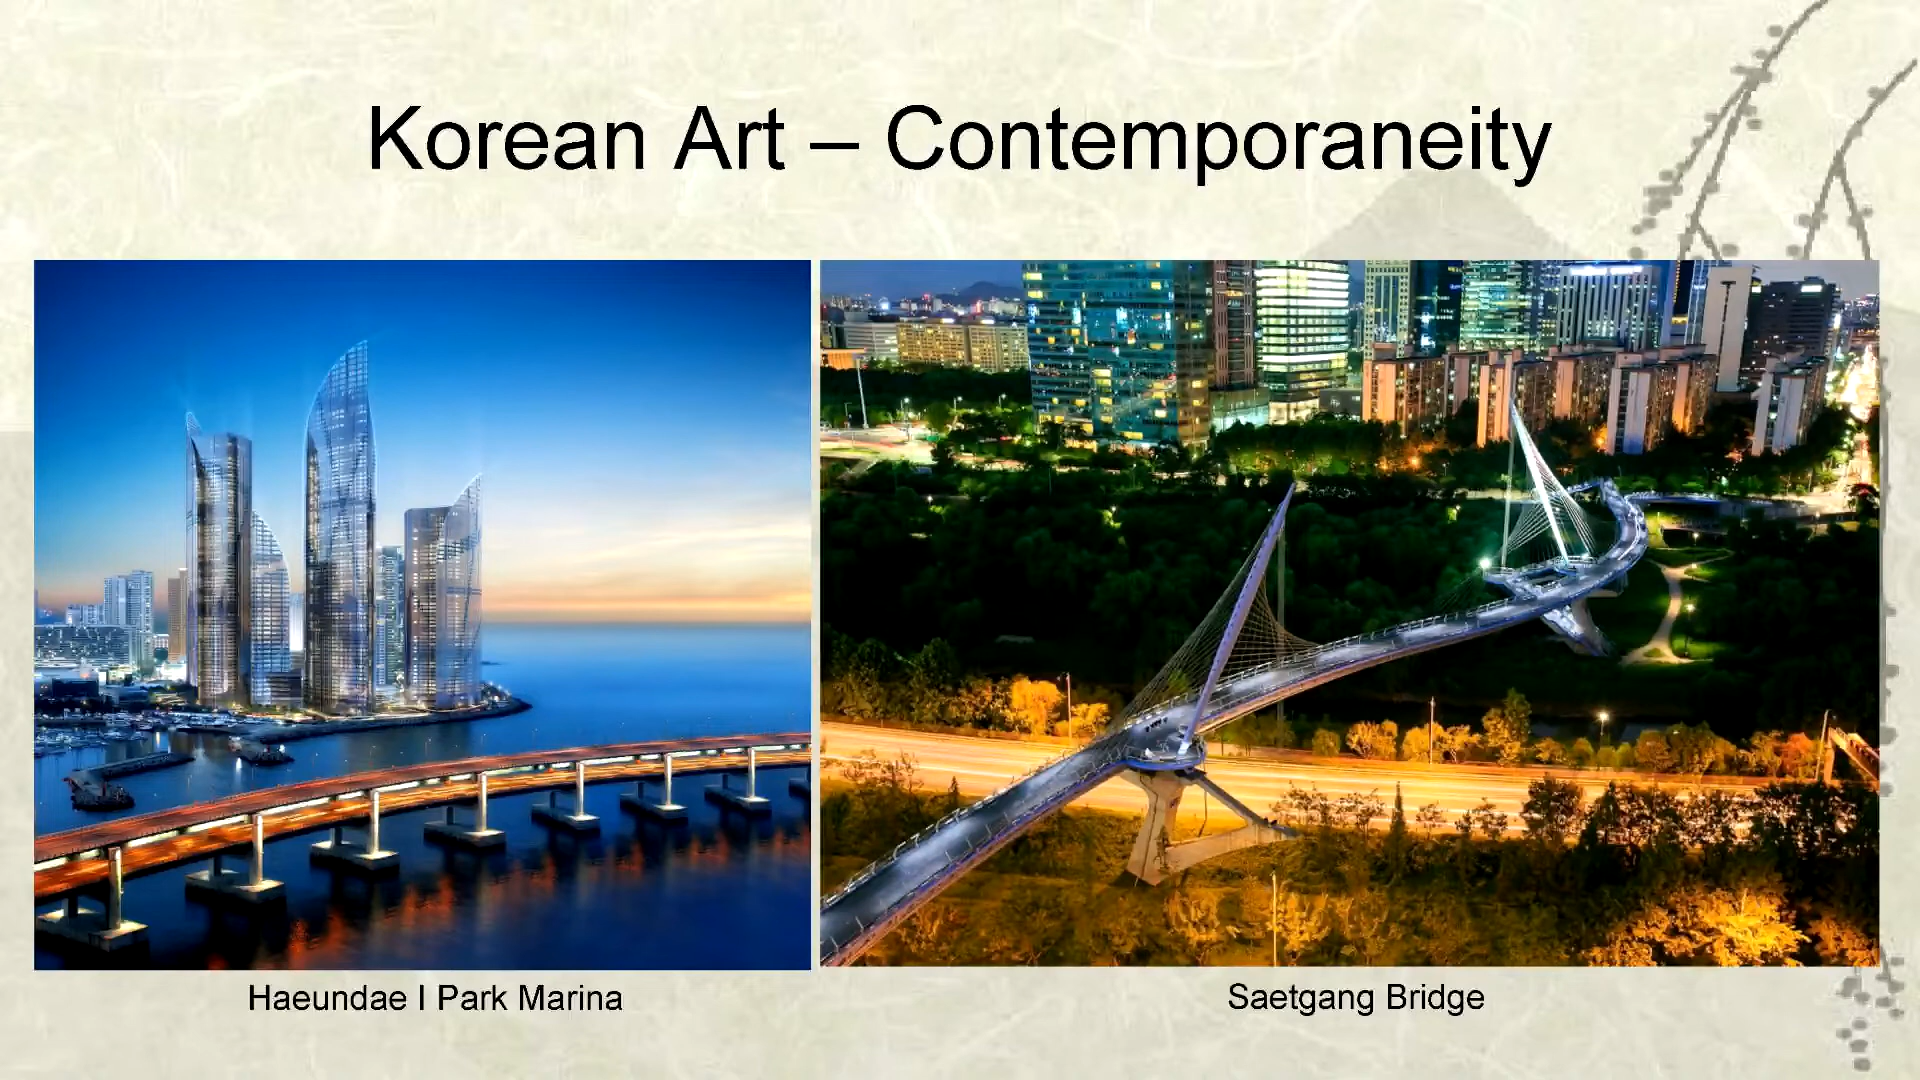 Korean Art – Contemporaneity
Haeundae I Park Marina
Saetgang Bridge